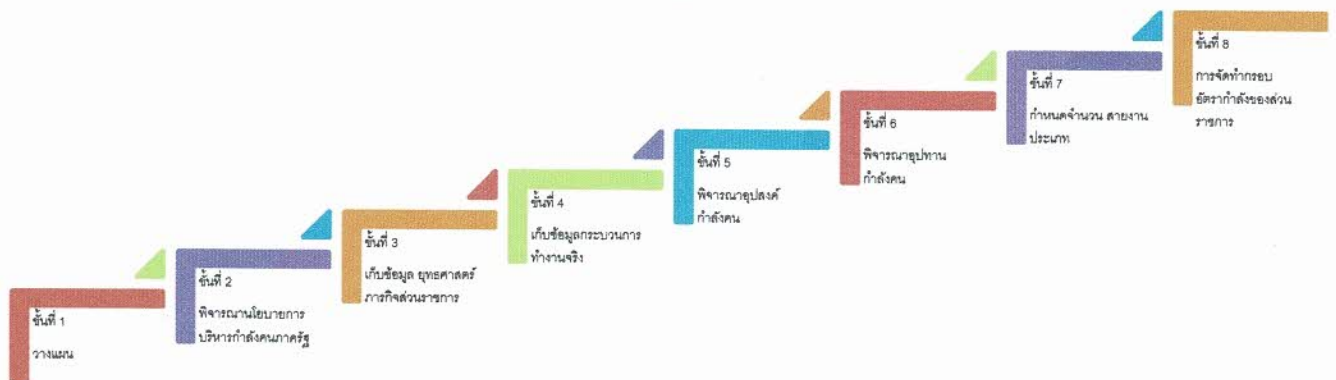 ขั้นที่ 1
วางแผน
ขั้นที่ 2
พิจารณานโยบายการ
บริหารกำลังคนภาครัฐ
ขั้นที่ 3
เก็บข้อมูล ยุทธศาสตร์
ภารกิจส่วนราชการ
ขั้นที่ 4
เก็บข้อมูลกระบวนการ
ทำงานจริง
ขั้นที่ 5
พิจารณาอุปสงค์
กำลังคน
ขั้นที่ 6
พิจารณาอุปทาน
กำลังคน
ขั้นที่ 7
กำหนดจำนวน สายงาน
ประเภท
ขั้นที่ 8
การจัดทำกรอบ
อัตรากำลังของส่วน
ราชการ